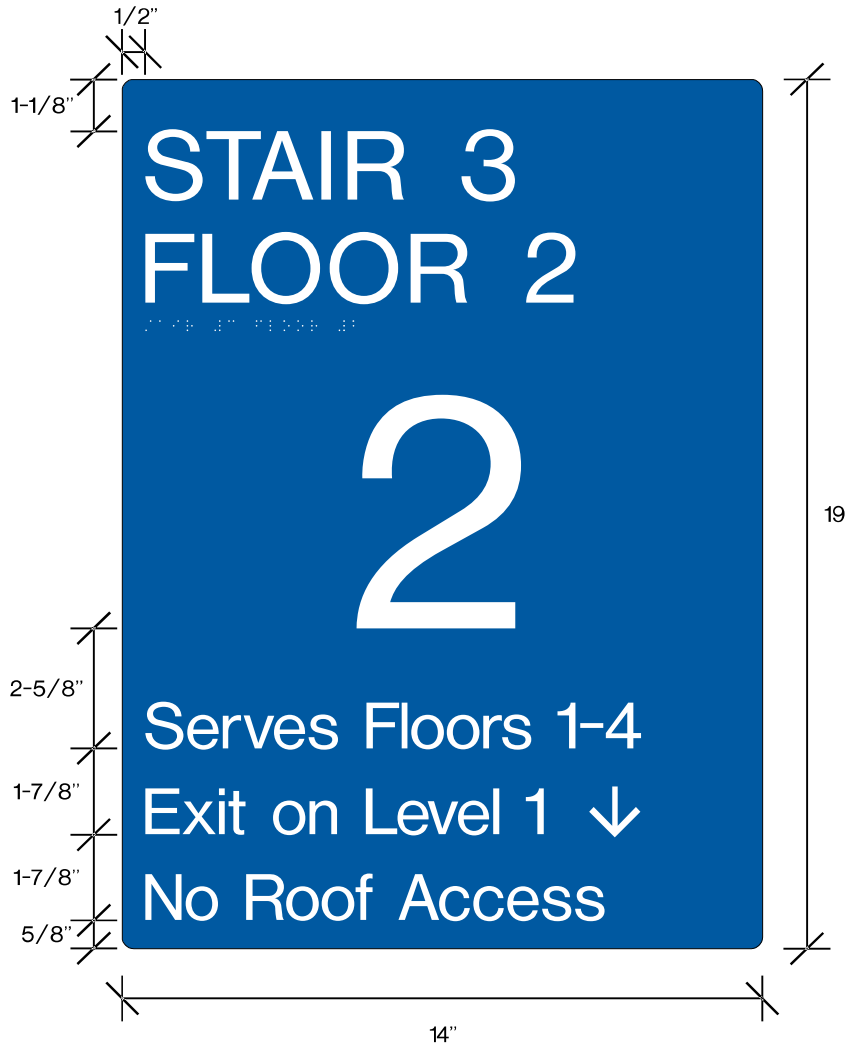 1/2”
1-1/8”
STAIR 3
FLOOR 2
⠌⠁⠊⠗ ⠼⠉ ⠋⠇⠕⠕⠗ ⠼⠃
2
19
2-5/8”
Serves Floors 1-4
1-7/8”
Exit on Level 1 ↓
1-7/8”
No Roof Access
5/8”
14”